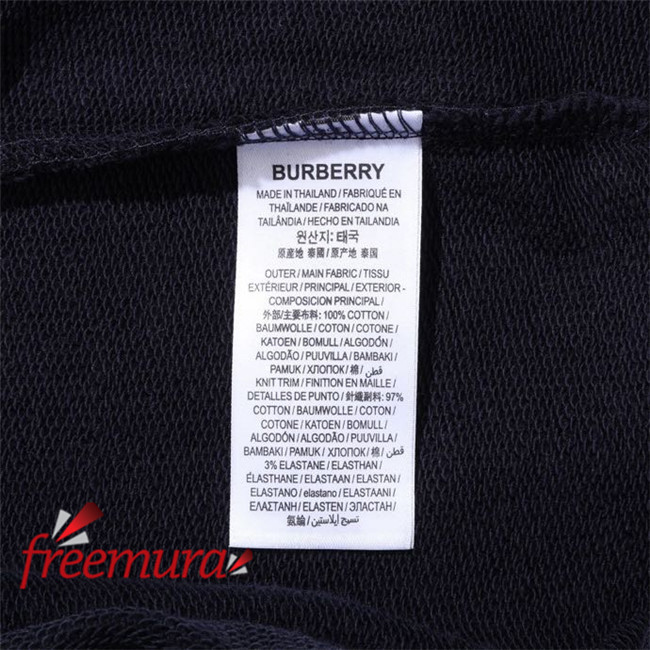 BURBERRY
MADE IN THAILAND / FABRIQUÉ EN
THAÏLANDE / FABRICADO NA
TAILÂNDIA / HECHO EN TAILANDIA
원산지: 태국
原産地 泰國 / 原产地 泰国
OUTER / MAIN FABRIC / TISSU
EXTÉRIEUR / PRINCIPAL / EXTERIOR -
COMPOSICION PRINCIPAL /
外部/主要布料: 100% COTTON /
BAUMWOLLE / COTON / COTONE /
KATOEN / BOMULL / ALGODÓN /
ALGODÃO / PUUVILLA / BAMBAKI /
PAMUK / ХЛОПОК / 棉 / قطن /
KNIT TRIM / FINITION EN MAILLE /
DETALLES DE PUNTO / 針織副料: 97%
COTTON / BAUMWOLLE / COTON /
COTONE / KATOEN / BOMULL /
ALGODÓN / ALGODÃO / PUUVILLA /
BAMBAKI / PAMUK / ХЛОПОК / 棉 / قطن /
3% ELASTANE / ELASTHAN /
ÉLASTHANE / ELASTAAN / ELASTAN /
ELASTANO / elastano / ELASTAANI /
ΕΛΑΣΤΑΝΗ / ELASTEN / ЭЛАСТАН /
氨綸 / نسيج إيلاستين /
freemura